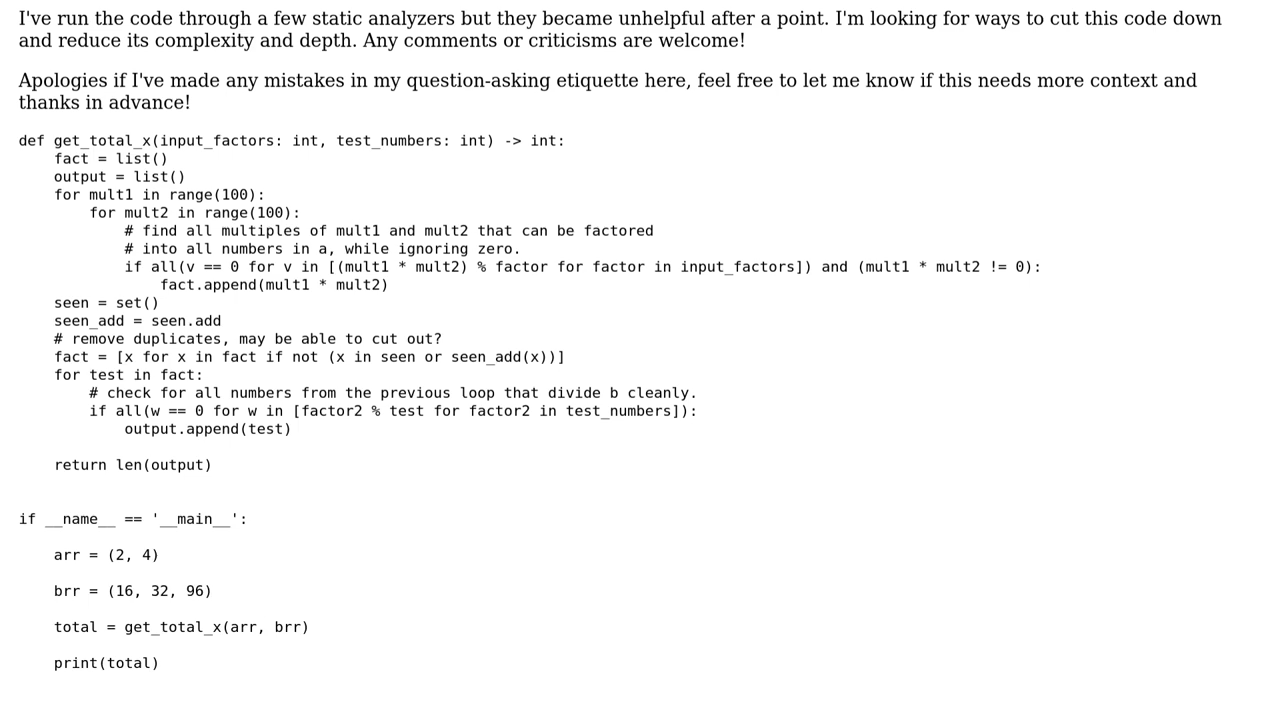 I've run the code through a few static analyzers but they became unhelpful after a point. I'm looking for ways to cut this code down
and reduce its complexity and depth. Any comments or criticisms are welcome!
Apologies if I've made any mistakes in my question-asking etiquette here, feel free to let me know if this needs more context and
thanks in advance!
def get_total_x(input_factors: int, test_numbers: int) -> int:
    fact = list()
    output = list()
    for mult1 in range(100):
        for mult2 in range(100):
            # find all multiples of mult1 and mult2 that can be factored
            # into all numbers in a, while ignoring zero.
            if all(v == 0 for v in [(mult1 * mult2) % factor for factor in input_factors]) and (mult1 * mult2 != 0):
                fact.append(mult1 * mult2)
    seen = set()
    seen_add = seen.add
    # remove duplicates, may be able to cut out?
    fact = [x for x in fact if not (x in seen or seen_add(x))]
    for test in fact:
        # check for all numbers from the previous loop that divide b cleanly.
        if all(w == 0 for w in [factor2 % test for factor2 in test_numbers]):
            output.append(test)
    return len(output)
if __name__ == '__main__':
    arr = (2, 4)
    brr = (16, 32, 96)
    total = get_total_x(arr, brr)
    print(total)